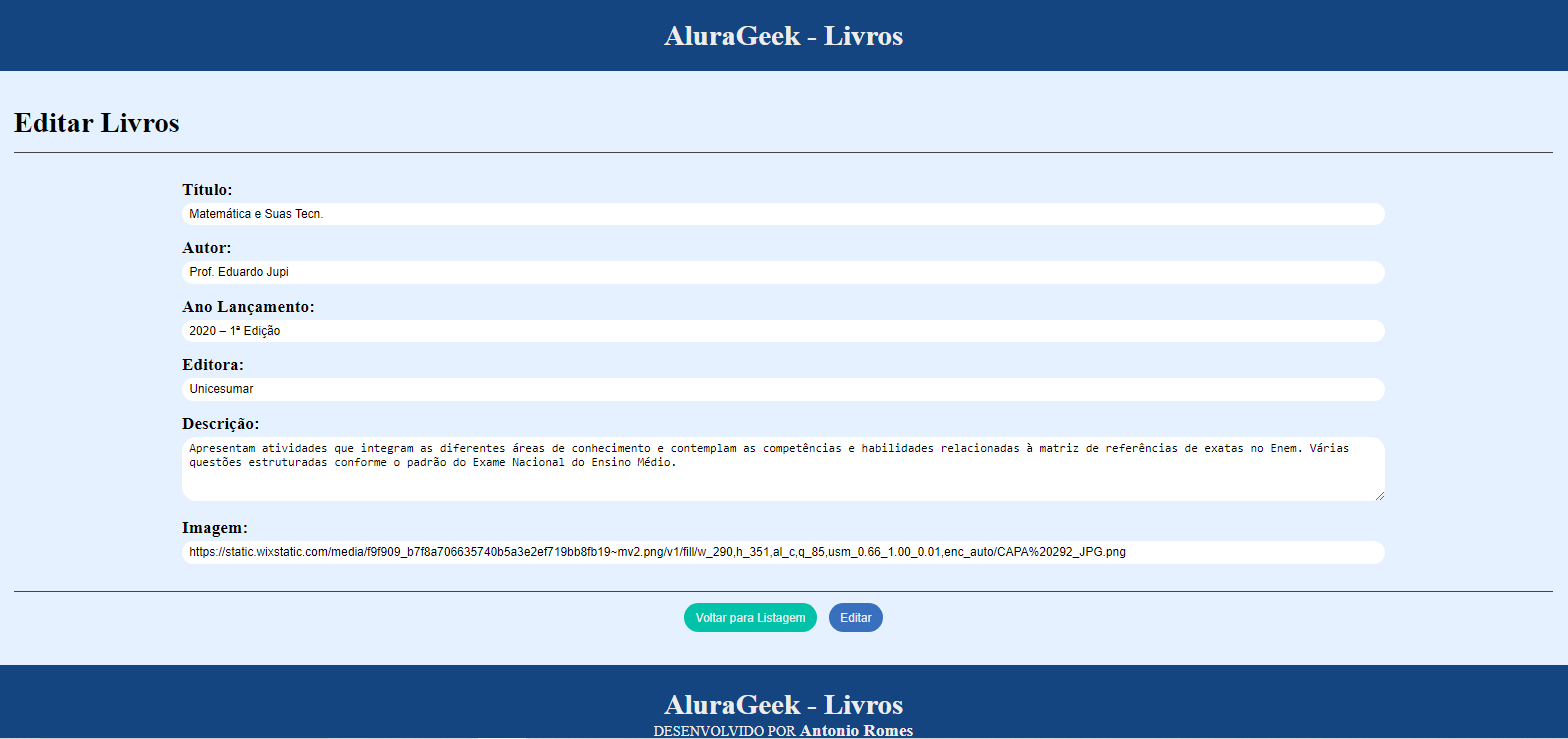 AluraGeek - Livros
Editar Livros
Título:
Matemática e Suas Tecn.
Autor:
Prof. Eduardo Jupi
Ano Lançamento:
2020 – 1ª Edição
Editora:
Unicesumar
Descrição:
Apresentam atividades que integram as diferentes áreas de conhecimento e contemplam as competências e habilidades relacionadas à matriz de referências de exatas no Enem. Várias
questões estruturadas conforme o padrão do Exame Nacional do Ensino Médio.
Imagem:
https://static.wixstatic.com/media/f9f909_b7f8a706635740b5a3e2ef719bb8fb19~mv2.png/v1/fill/w_290,h_351,al_c,q_85,usm_0.66_1.00_0.01,enc_auto/CAPA%20292_JPG.png
Voltar para Listagem Editar
AluraGeek - Livros
DESENVOLVIDO POR Antonio Romes